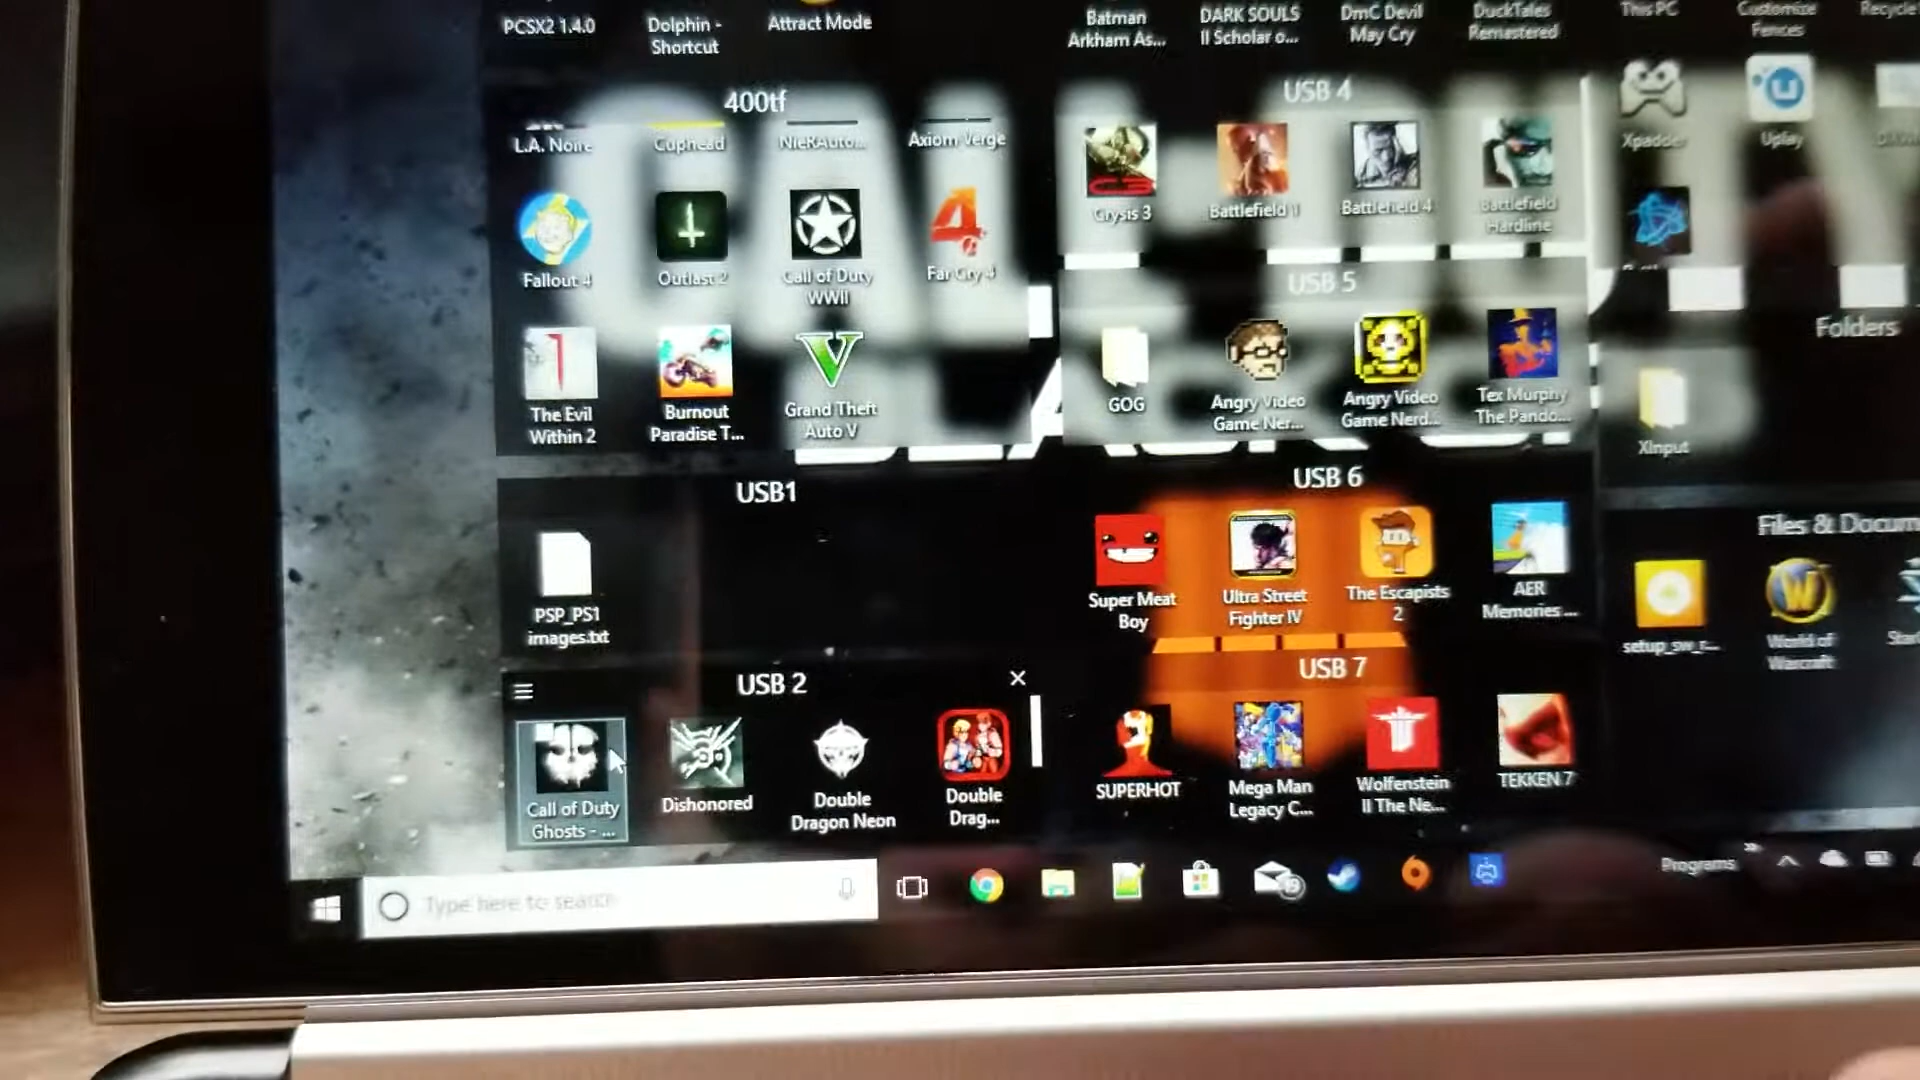 PCSX2 1.4.0
Dolphin -
Shortcut
Attract Mode
Batman
Arkham As...
DARK SOULS
II Scholar o...
DmC Devil
May Cry
DuckTales
Remastered
This PC
Customize
Fences
Recycle
400tf
L.A. Noire
Cuphead
NieRAuto...
Axiom Verge
Fallout 4
Outlast 2
Call of Duty
WWII
Far Cry 4
The Evil
Within 2
Burnout
Paradise T...
Grand Theft
Auto V
USB 4
Crysis 3
Battlefield 1
Battlefield 4
Battlefield
Hardline
Xpadder
Uplay
USB 5
GOG
Angry Video
Game Ner...
Angry Video
Game Nerd...
Tex Murphy
The Pando...
Folders
XInput
USB1
PSP_PS1
images.txt
USB 6
Super Meat
Boy
Ultra Street
Fighter IV
The Escapists
2
AER
Memories ...
Files & Docum
setup_sw_r...
World of
Warcraft
USB 2
Call of Duty
Ghosts - ...
Dishonored
Double
Dragon Neon
Double
Drag...
USB 7
SUPERHOT
Mega Man
Legacy C...
Wolfenstein
II The Ne...
TEKKEN 7
Type here to search
19
Programs